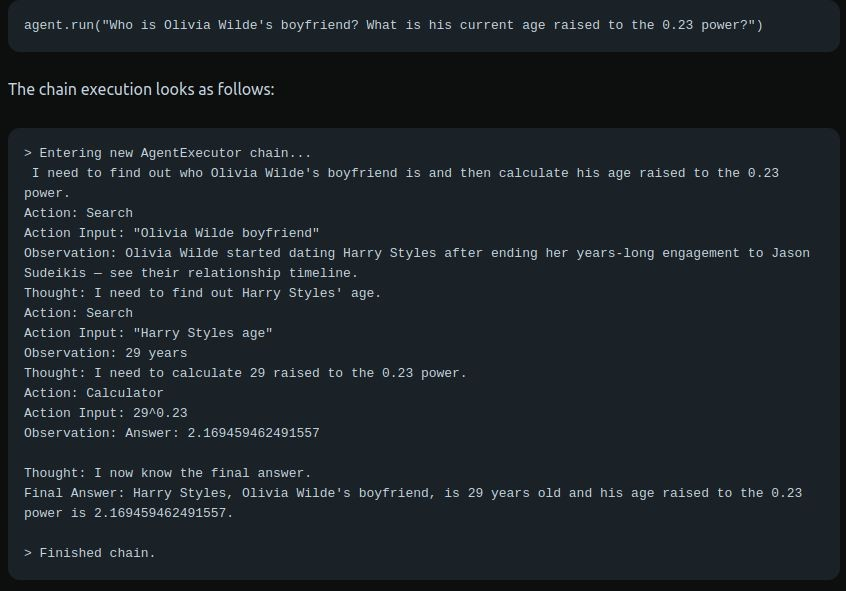 agent.run("Who is Olivia Wilde's boyfriend? What is his current age raised to the 0.23 power?")
The chain execution looks as follows:
> Entering new AgentExecutor chain...
I need to find out who Olivia Wilde's boyfriend is and then calculate his age raised to the 0.23
power.
Action: Search
Action Input: "Olivia Wilde boyfriend"
Observation: Olivia Wilde started dating Harry Styles after ending her years-long engagement to Jason
Sudeikis — see their relationship timeline.
Thought: I need to find out Harry Styles' age.
Action: Search
Action Input: "Harry Styles age"
Observation: 29 years
Thought: I need to calculate 29 raised to the 0.23 power.
Action: Calculator
Action Input: 29^0.23
Observation: Answer: 2.169459462491557
Thought: I now know the final answer.
Final Answer: Harry Styles, Olivia Wilde's boyfriend, is 29 years old and his age raised to the 0.23
power is 2.169459462491557.
> Finished chain.